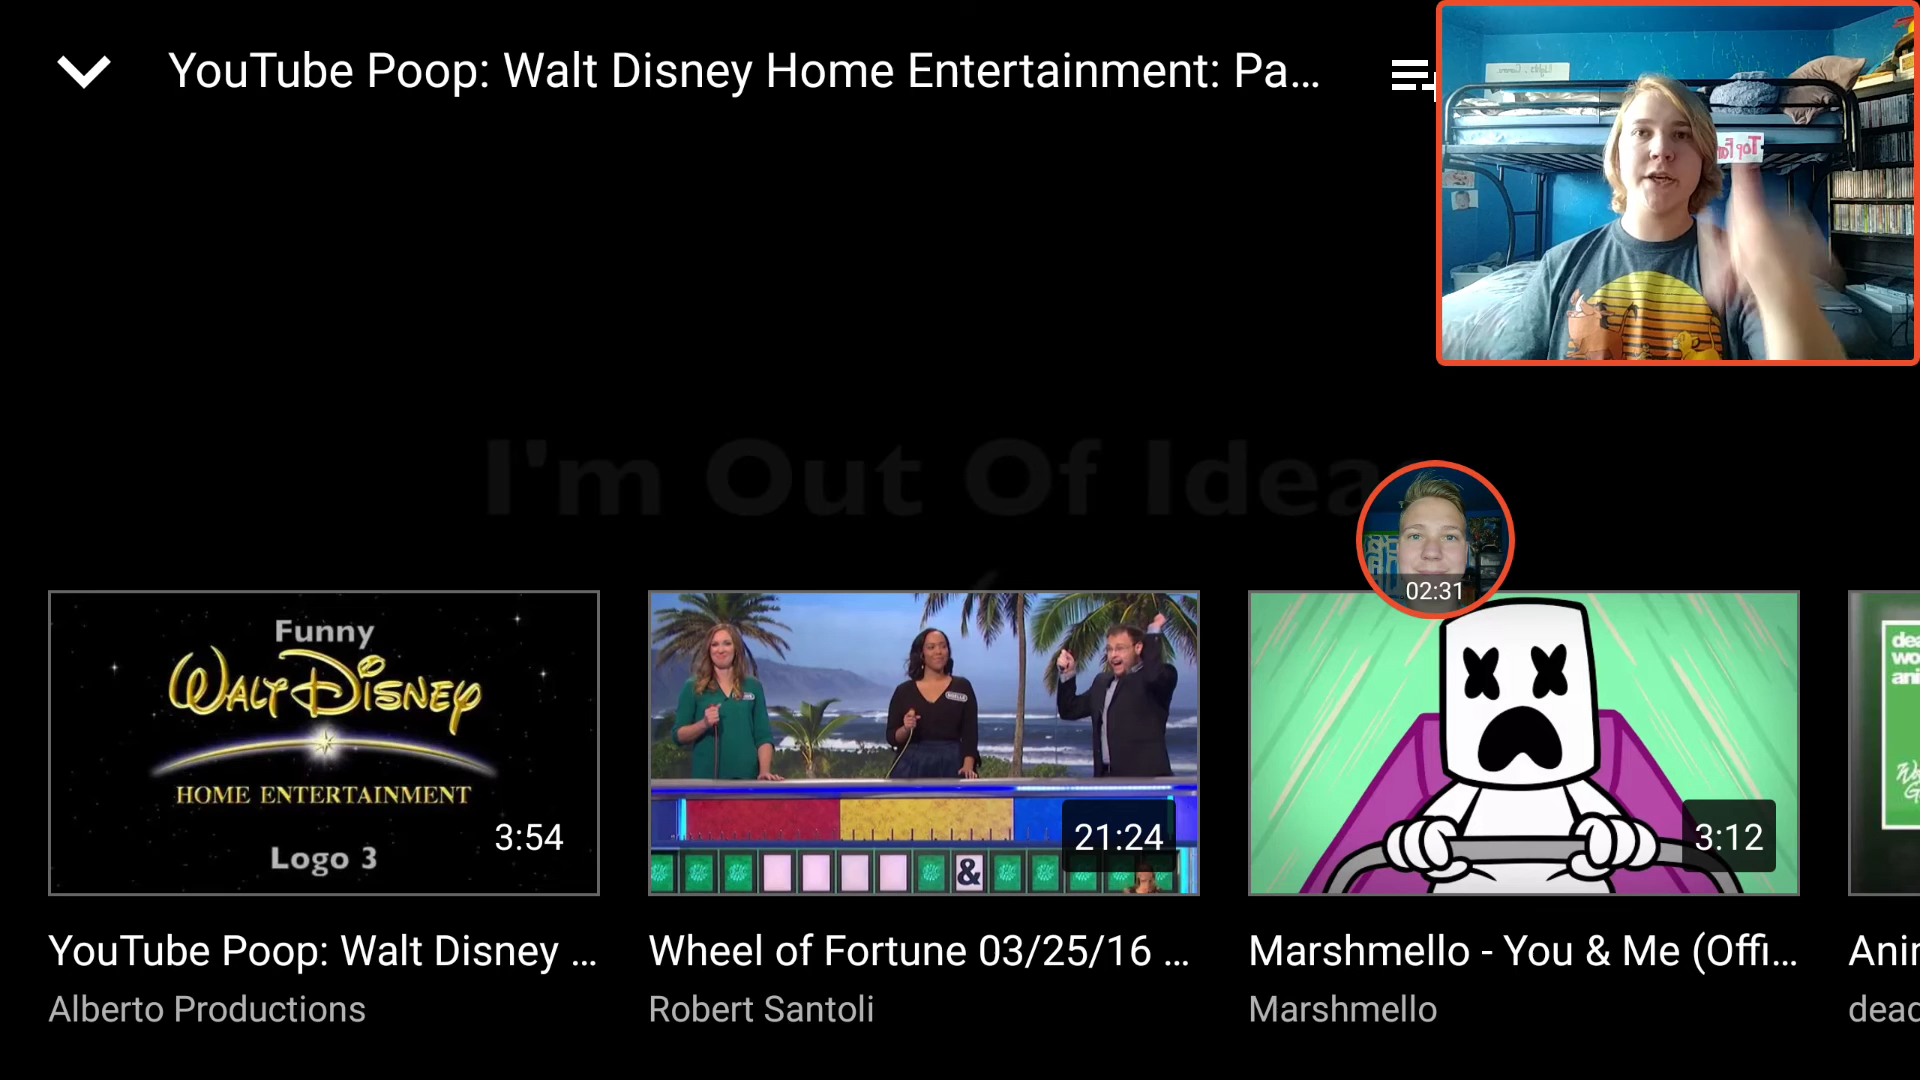 YouTube Poop: Walt Disney Home Entertainment: Pa...
I'm Out Of Ideas
02:31
Funny
WALT DISNEY
HOME ENTERTAINMENT
Logo 3
3:54
&
21:24
3:12
YouTube Poop: Walt Disney ...
Wheel of Fortune 03/25/16 ...
Marshmello - You & Me (Offi...
Alberto Productions
Robert Santoli
Marshmello